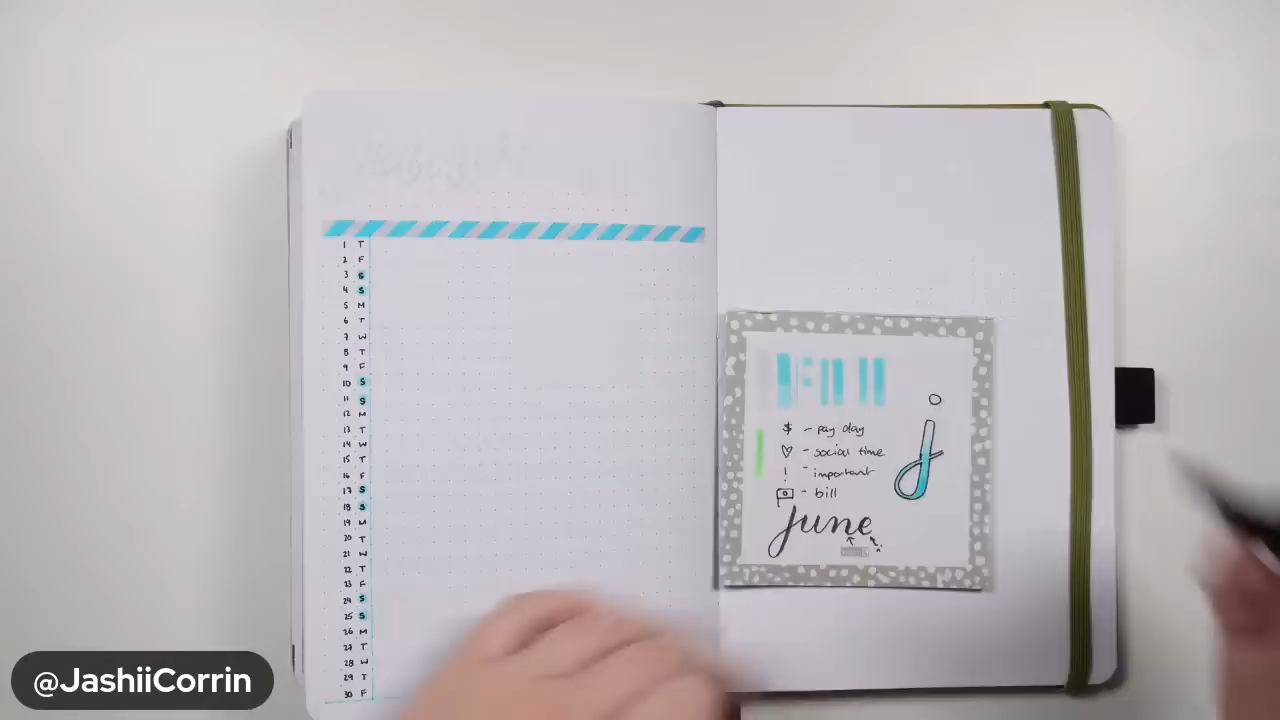 1 T
2 F
3 S
4 S
5 M
6 T
7 W
8 T
9 F
10 S
11 S
12 M
13 T
14 W
15 T
16 F
17 S
18 S
19 M
20 T
21 W
22 T
23 F
24 S
25 S
26 M
27 T
28 W
29 T
30 F
j
$ - pay day
♡ - social time
! - important
- bill
june
@JashiiCorrin